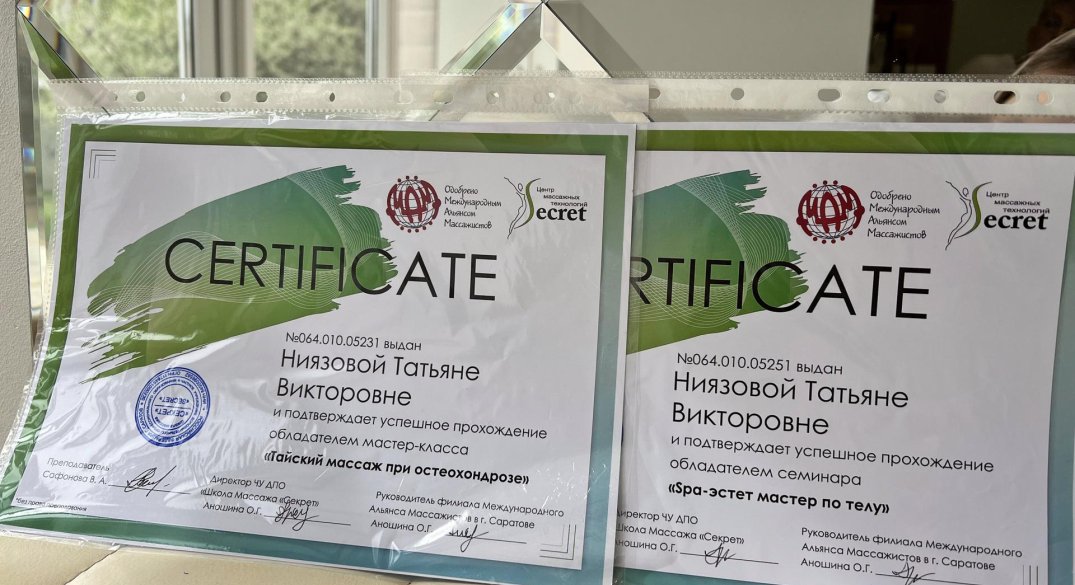 Одобрено
Международным
Альянсом
Массажистов
Центр
массажных
технологий
Secret
CERTIFICATE
№064.010.05231 выдан
Ниязовой Татьяне
Викторовне
и подтверждает успешное прохождение
обладателем мастер-класса
«Тайский массаж при остеохондрозе»
«СЕКРЕТ»
«SECRET»
Преподаватель
Сафонова В. А.
Директор ЧУ ДПО
«Школа Массажа «Секрет»
Аношина О.Г.
Руководитель филиала Международного
Альянса Массажистов в г. Саратове
Аношина О.Г.
Одобрено
Международным
Альянсом
Массажистов
Центр
массажных
технологий
Secret
RTIFICATE
№064.010.05251 выдан
Ниязовой Татьяне
Викторовне
и подтверждает успешное прохождение
обладателем семинара
«Spa-эстет мастер по телу»
Директор ЧУ ДПО
Школа Массажа «Секрет»
Аношина О.Г.
Руководитель филиала Международного
Альянса Массажистов в г. Саратове
Аношина О.Г.